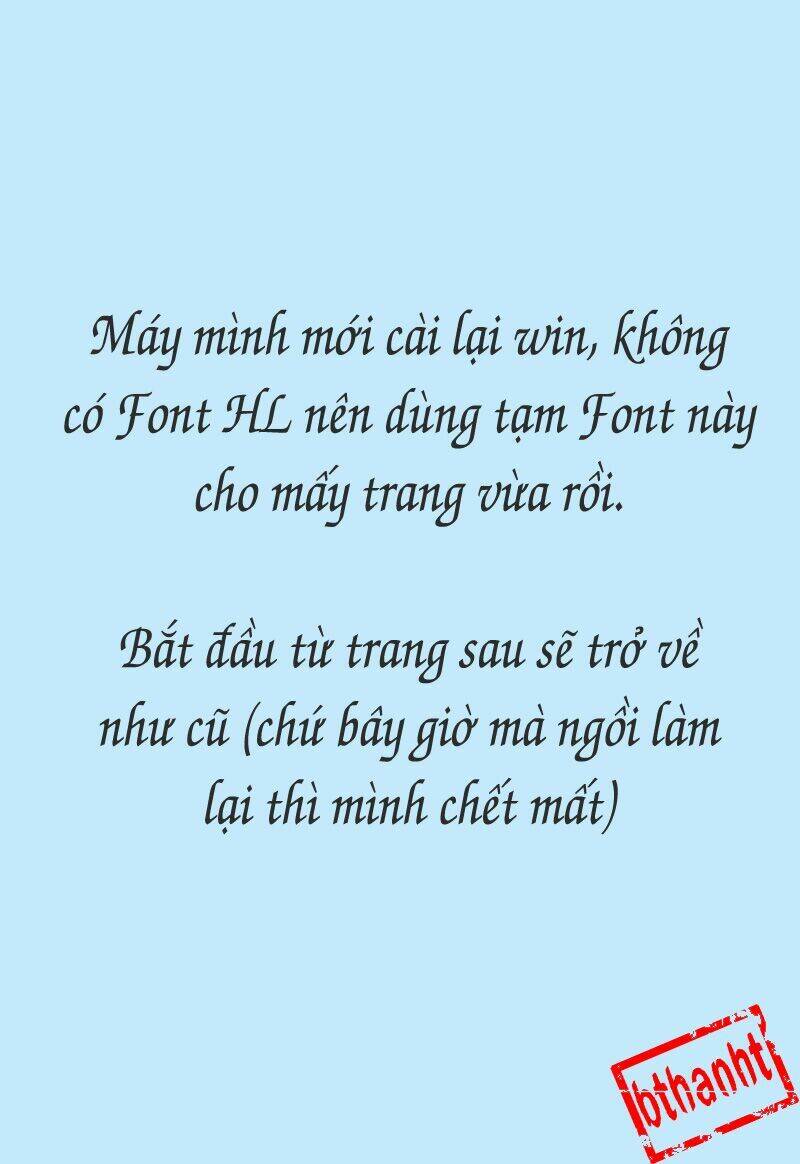 Máy mình mới cài lại win, không
có Font HL nên dùng tạm Font này
cho mấy trang vừa rồi.
Bắt đầu từ trang sau sẽ trở về
như cũ (chứ bây giờ mà ngồi làm
lại thì mình chết mất)
bthanht